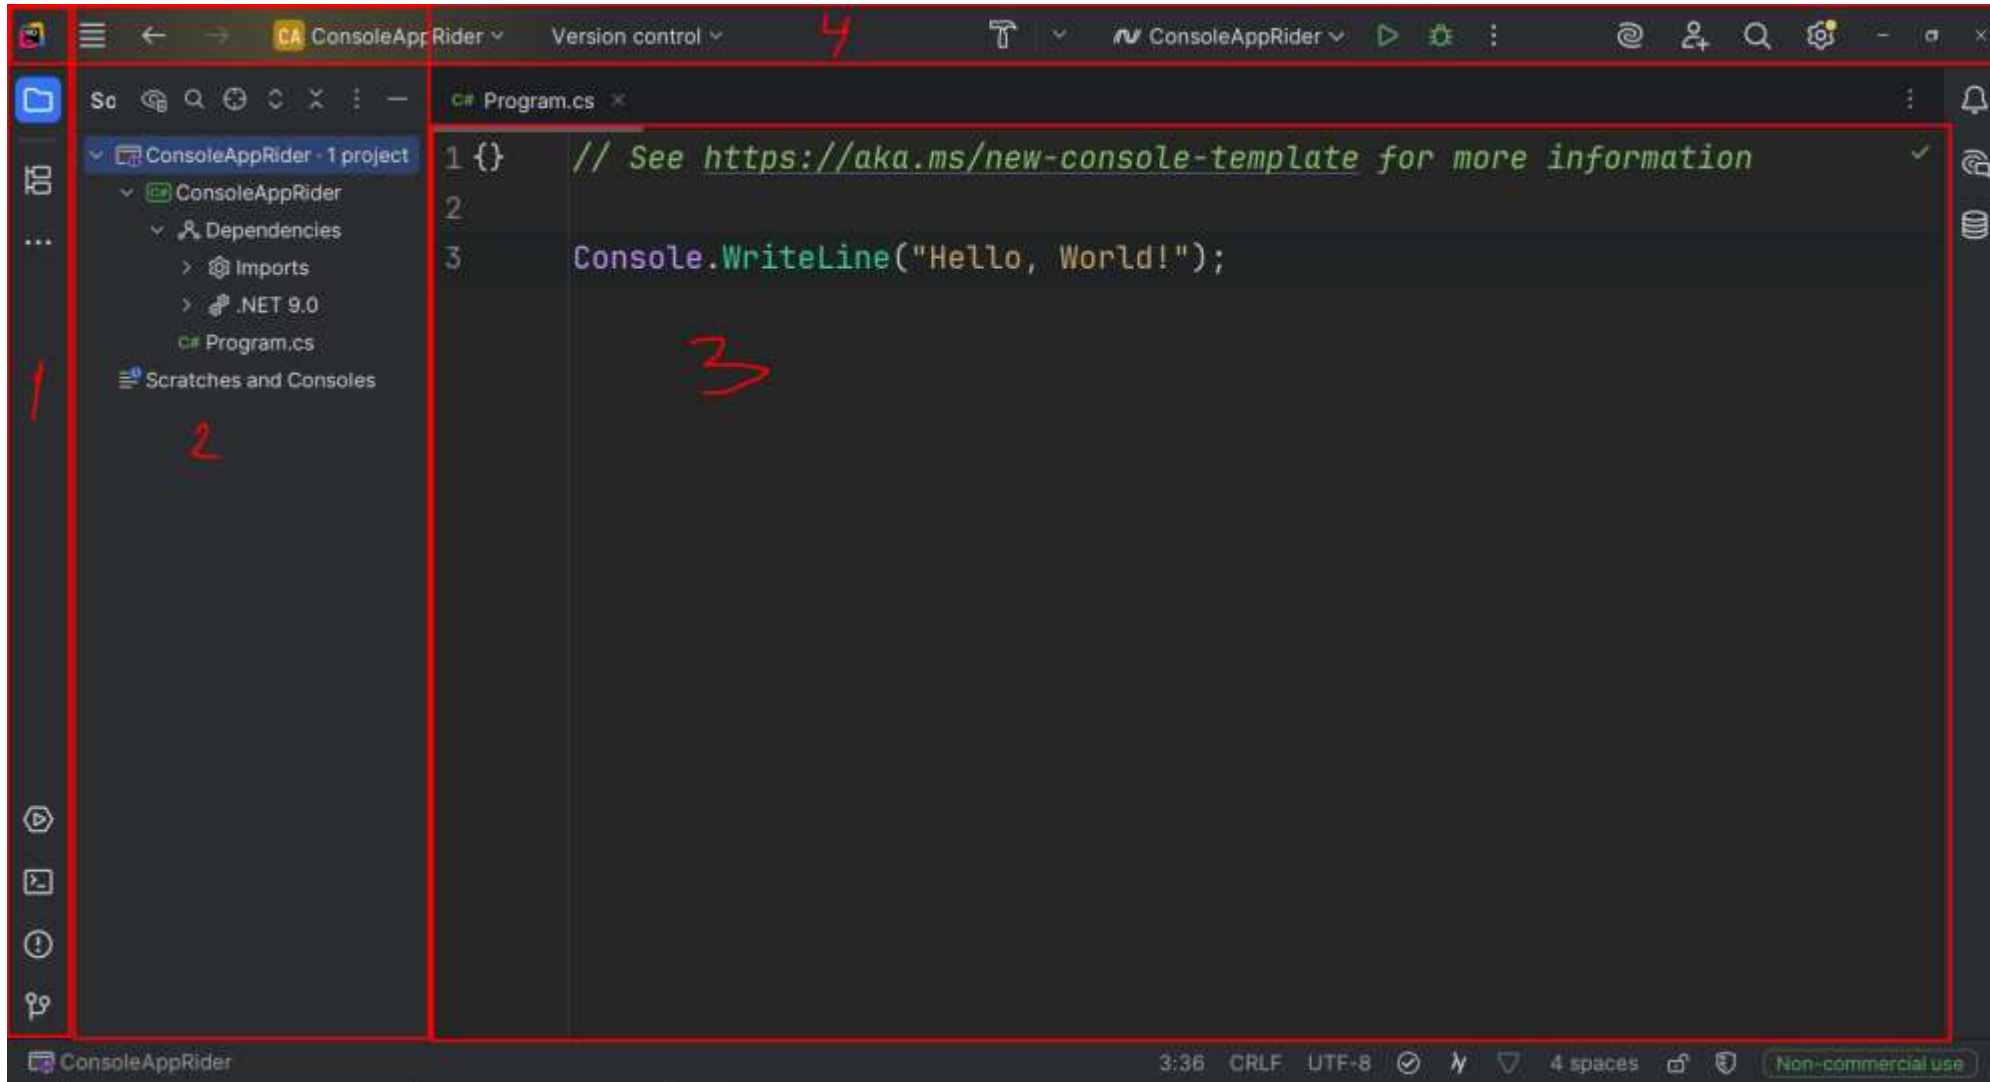 CA ConsoleAppRider Version control 4 ConsoleAppRider
So C# Program.cs
ConsoleAppRider · 1 project
ConsoleAppRider
Dependencies
Imports
.NET 9.0
C# Program.cs
Scratches and Consoles
1
2
1 {} // See https://aka.ms/new-console-template for more information
2
3 Console.WriteLine("Hello, World!");
3
ConsoleAppRider 3:36 CRLF UTF-8 4 spaces Non-commercial use